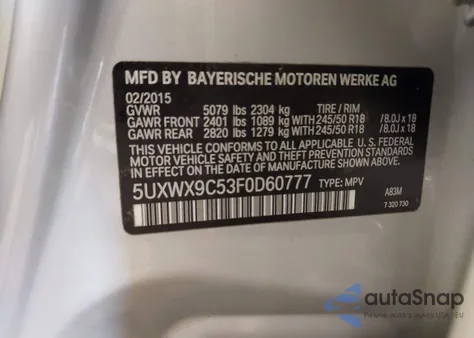 MFD BY BAYERISCHE MOTOREN WERKE AG
02/2015
GVWR 5079 lbs 2304 kg TIRE / RIM
GAWR FRONT 2401 lbs 1089 kg WITH 245/50 R18 / 8.0J x 18
GAWR REAR 2820 lbs 1279 kg WITH 245/50 R18 / 8.0J x 18
THIS VEHICLE CONFORMS TO ALL APPLICABLE U.S. FEDERAL
MOTOR VEHICLE SAFETY STANDARDS IN EFFECT ON THE
DATE OF MANUFACTURE SHOWN ABOVE.
5UXWX9C53F0D60777 TYPE: MPV
A83M
7 320 730
autoSnap